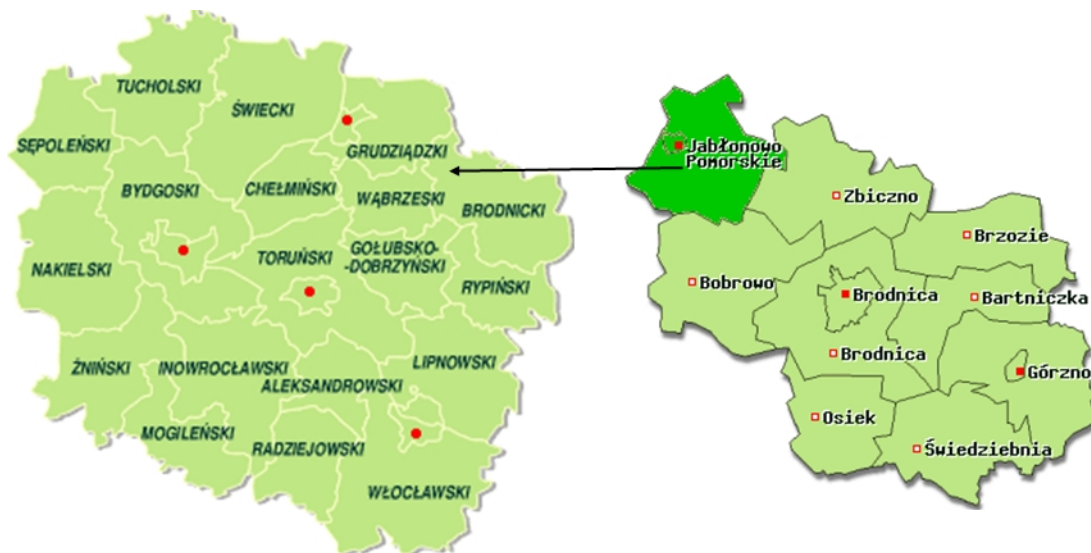 TUCHOLSKI
ŚWIECKI
SĘPOLEŃSKI
GRUDZIĄDZKI
BYDGOSKI
CHEŁMIŃSKI
WĄBRZESKI
BRODNICKI
NAKIELSKI
TORUŃSKI
GOŁUBSKO-
-DOBRZYŃSKI
RYPIŃSKI
ŻNIŃSKI
INOWROCŁAWSKI
LIPNOWSKI
ALEKSANDROWSKI
MOGILEŃSKI
RADZIEJOWSKI
WŁOCŁAWSKI
Jabłonowo
Pomorskie
Zbiczno
Brzozie
Bobrowo
Brodnica
Bartniczka
Brodnica
Górzno
Osiek
Świedziebnia